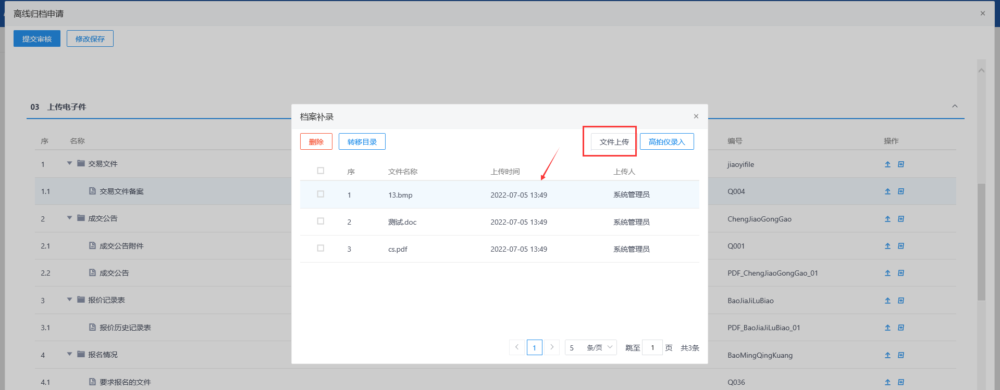 离线归档申请
提交审核 修改保存
03 上传电子件
序 名称 编号 操作
1 交易文件 jiaoyifile
1.1 交易文件备案 Q004
2 成交公告 ChengJiaoGongGao
2.1 成交公告附件 Q001
2.2 成交公告 PDF_ChengJiaoGongGao_01
3 报价记录表 BaoJiaJiLuBiao
3.1 报价历史记录表 PDF_BaoJiaJiLuBiao_01
4 报名情况 BaoMingQingKuang
4.1 要求报名的文件 Q036
档案补录
删除 转移目录 文件上传 高拍仪录入
序 文件名称 上传时间 上传人
1 13.bmp 2022-07-05 13:49 系统管理员
2 测试.doc 2022-07-05 13:49 系统管理员
3 cs.pdf 2022-07-05 13:49 系统管理员
1 5 条/页 跳至 1 页 共3条